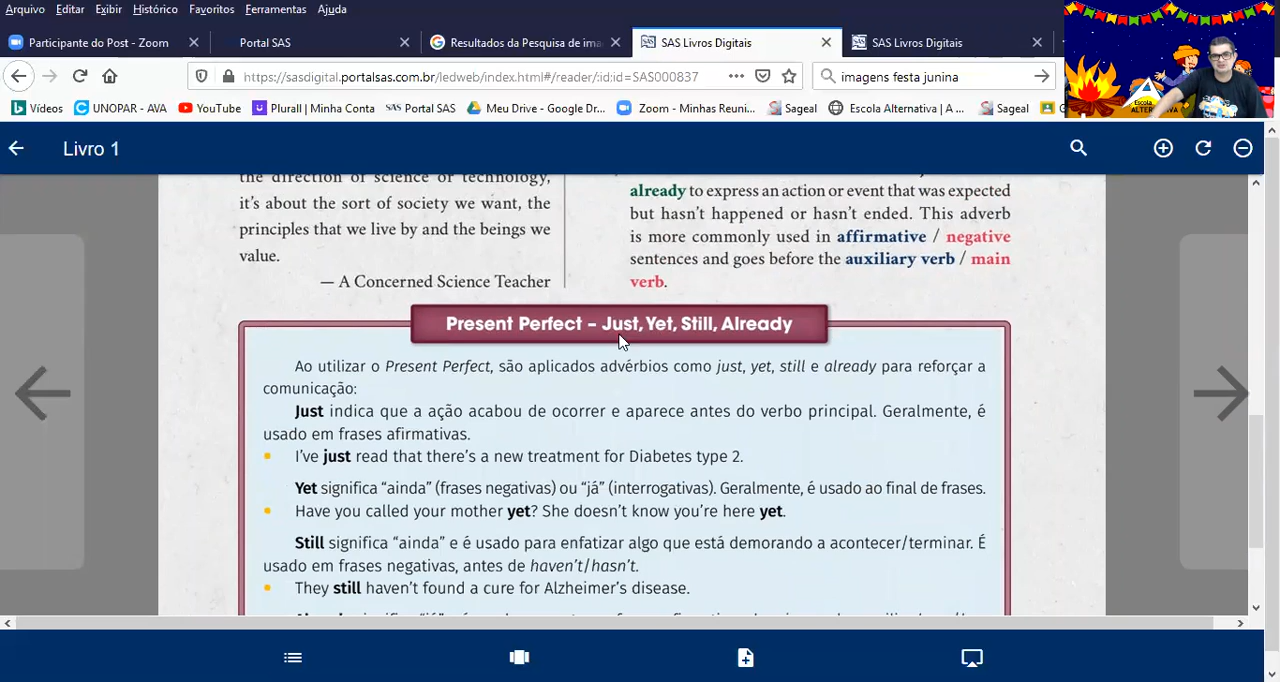 Arquivo Editar Exibir Histórico Favoritos Ferramentas Ajuda
Participante do Post - Zoom
Portal SAS
Resultados da Pesquisa de ima
SAS Livros Digitais
SAS Livros Digitais
https://sasdigital.portalsas.com.br/ledweb/index.html#/reader/:id:id=SAS000837
imagens festa junina
Vídeos
UNOPAR - AVA
YouTube
Plurall | Minha Conta
SAS Portal SAS
Meu Drive - Google Dr...
Zoom - Minhas Reuni...
Sageal
Escola Alternativa | A ...
Sageal
Escola
ALTERNATIVA
Livro 1
the direction of science or technology,
it's about the sort of society we want, the
principles that we live by and the beings we
value.
— A Concerned Science Teacher
already to express an action or event that was expected
but hasn't happened or hasn't ended. This adverb
is more commonly used in affirmative / negative
sentences and goes before the auxiliary verb / main
verb.
Present Perfect – Just, Yet, Still, Already
Ao utilizar o Present Perfect, são aplicados advérbios como just, yet, still e already para reforçar a
comunicação:
Just indica que a ação acabou de ocorrer e aparece antes do verbo principal. Geralmente, é
usado em frases afirmativas.
I've just read that there's a new treatment for Diabetes type 2.
Yet significa “ainda” (frases negativas) ou “já” (interrogativas). Geralmente, é usado ao final de frases.
Have you called your mother yet? She doesn't know you're here yet.
Still significa “ainda” e é usado para enfatizar algo que está demorando a acontecer/terminar. É
usado em frases negativas, antes de haven't/hasn't.
They still haven't found a cure for Alzheimer's disease.